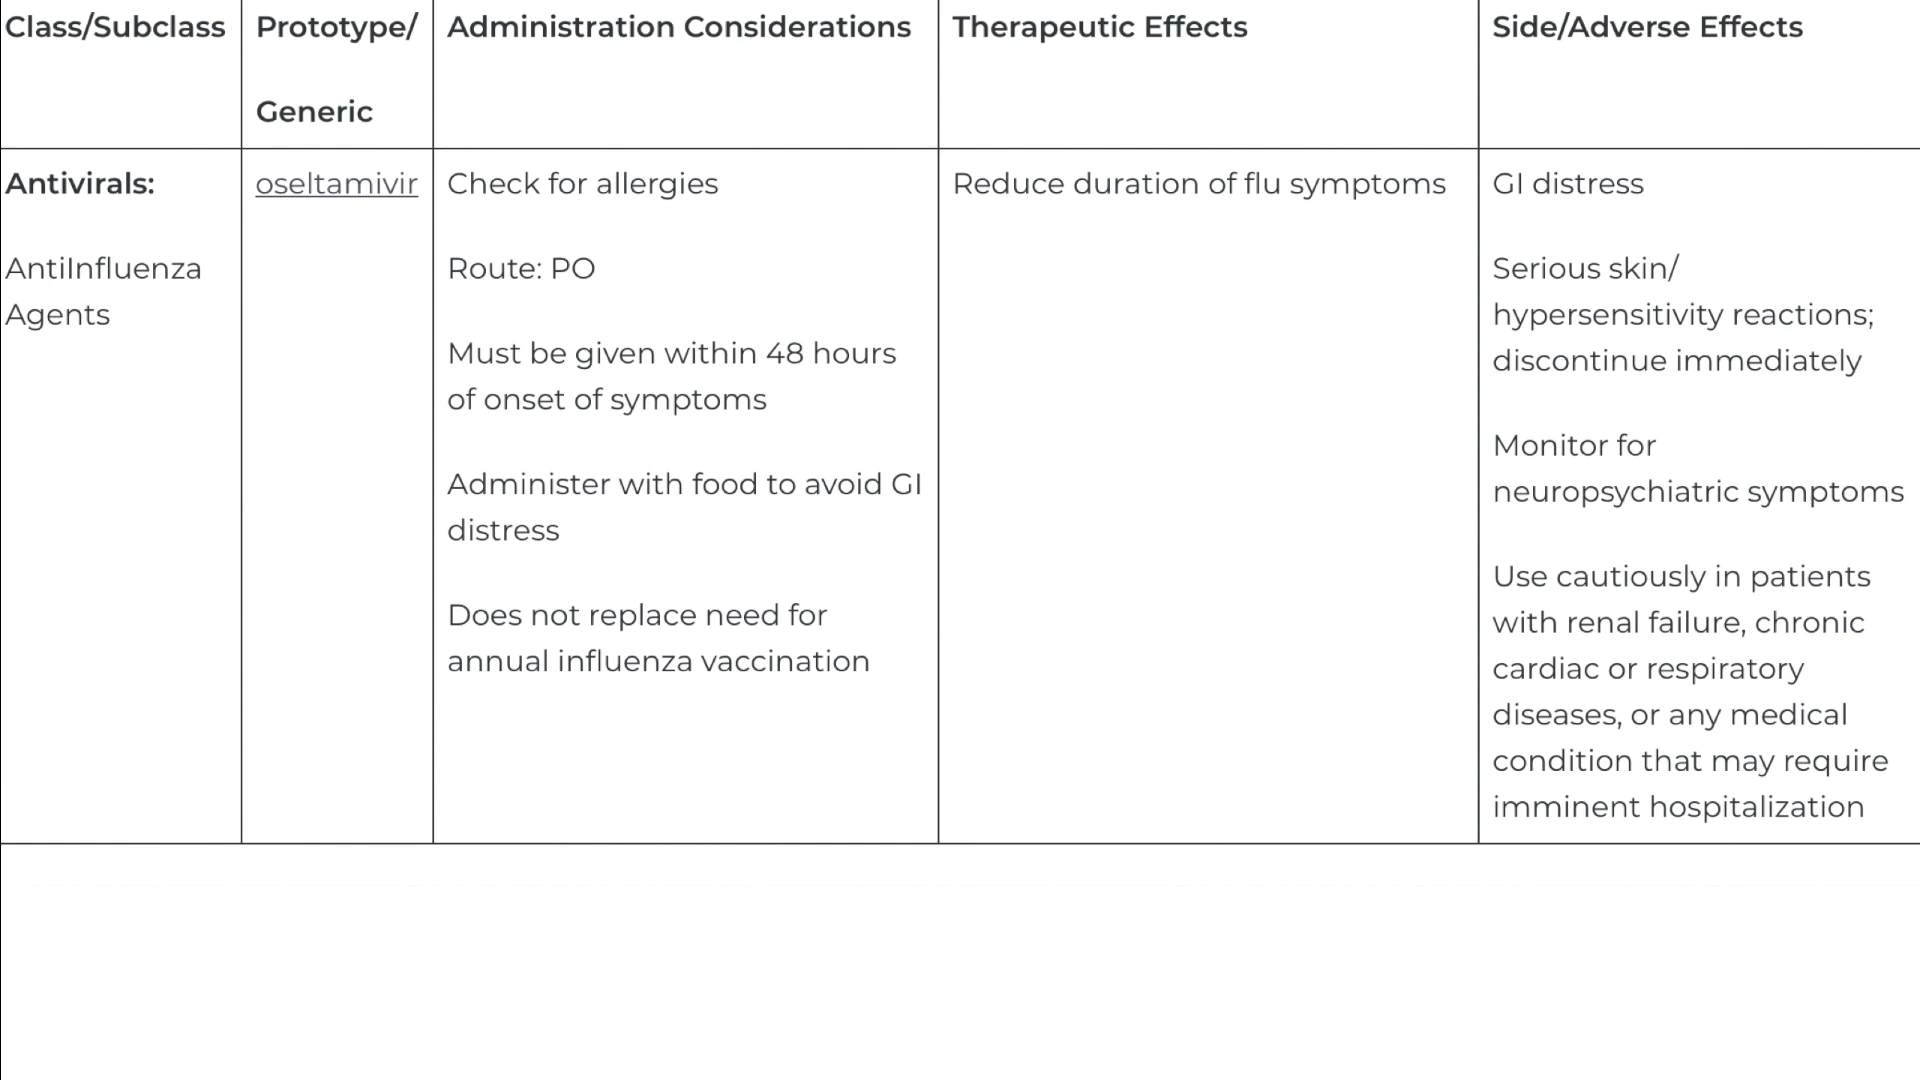 Class/Subclass
Prototype/
Generic
Administration Considerations
Therapeutic Effects
Side/Adverse Effects
Antivirals:
AntiInfluenza
Agents
oseltamivir
Check for allergies
Route: PO
Must be given within 48 hours
of onset of symptoms
Administer with food to avoid GI
distress
Does not replace need for
annual influenza vaccination
Reduce duration of flu symptoms
GI distress
Serious skin/
hypersensitivity reactions;
discontinue immediately
Monitor for
neuropsychiatric symptoms
Use cautiously in patients
with renal failure, chronic
cardiac or respiratory
diseases, or any medical
condition that may require
imminent hospitalization